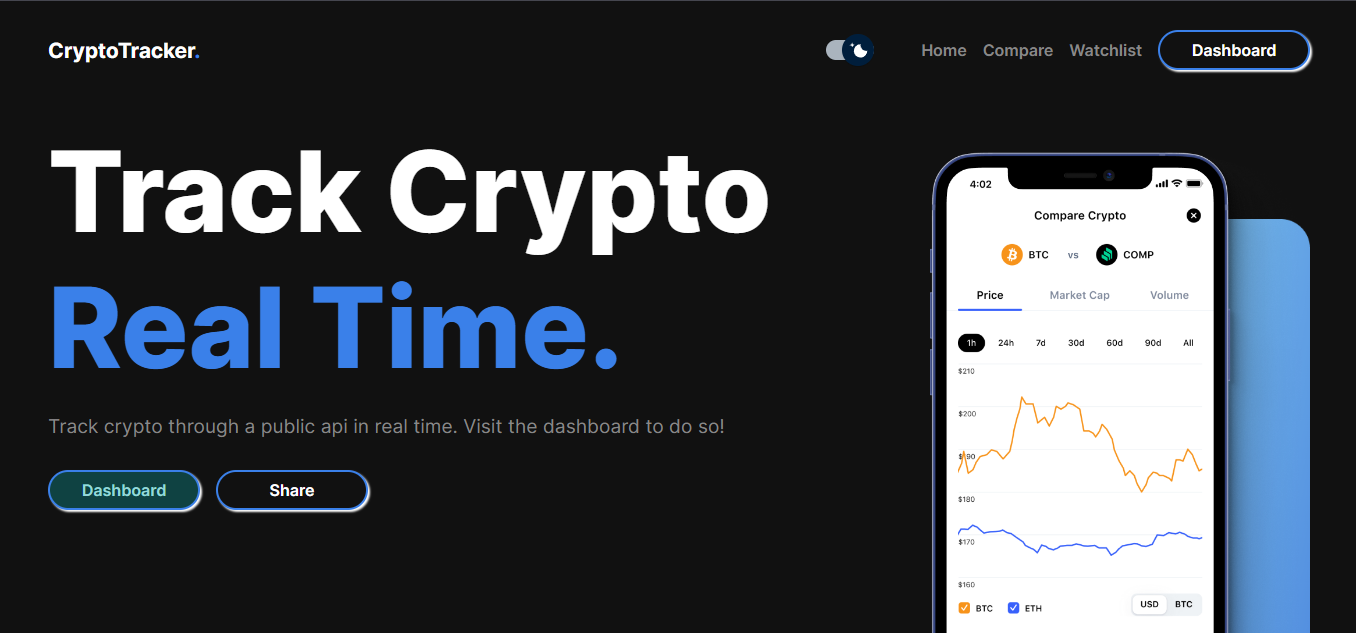 CryptoTracker.
Home Compare Watchlist Dashboard
Track Crypto
Real Time.
Track crypto through a public api in real time. Visit the dashboard to do so!
Dashboard Share
4:02
Compare Crypto
BTC vs COMP
Price Market Cap Volume
1h 24h 7d 30d 60d 90d All
$210
$200
$190
$180
$170
$160
BTC ETH USD BTC